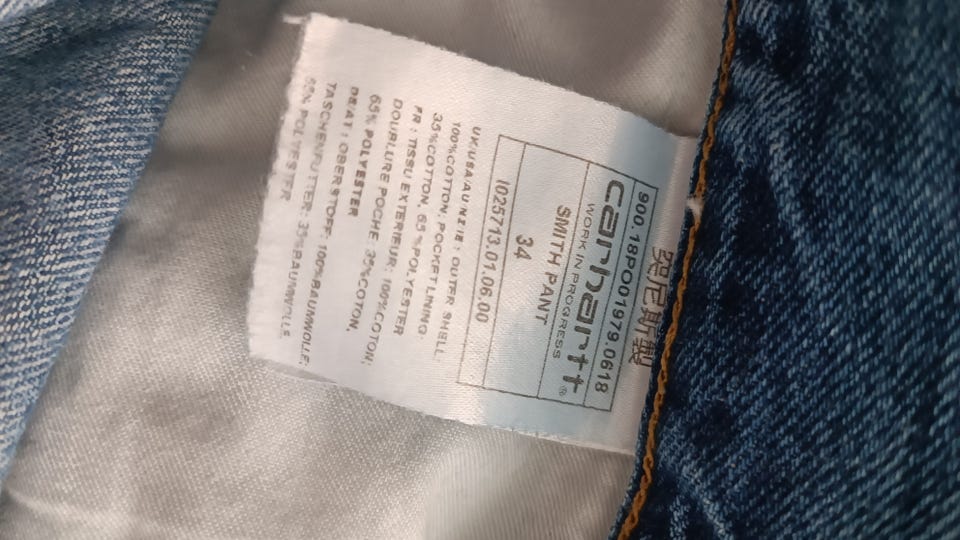 突尼斯製
900.18PO01979.0618
carhartt®
WORK IN PROGRESS
SMITH PANT
34
I025713.01.06.00
UK/USA/AU/NZ/IE : OUTER SHELL
100%COTTON, POCKET LINING:
35%COTTON, 65%POLYESTER
FR : TISSU EXTERIEUR: 100%COTON;
DOUBLURE POCHE: 35%COTON,
65% POLYESTER
DE/AT : OBERSTOFF: 100%BAUMWOLLE;
TASCHENFUTTER: 35%BAUMWOLLE,
65% POLYESTER